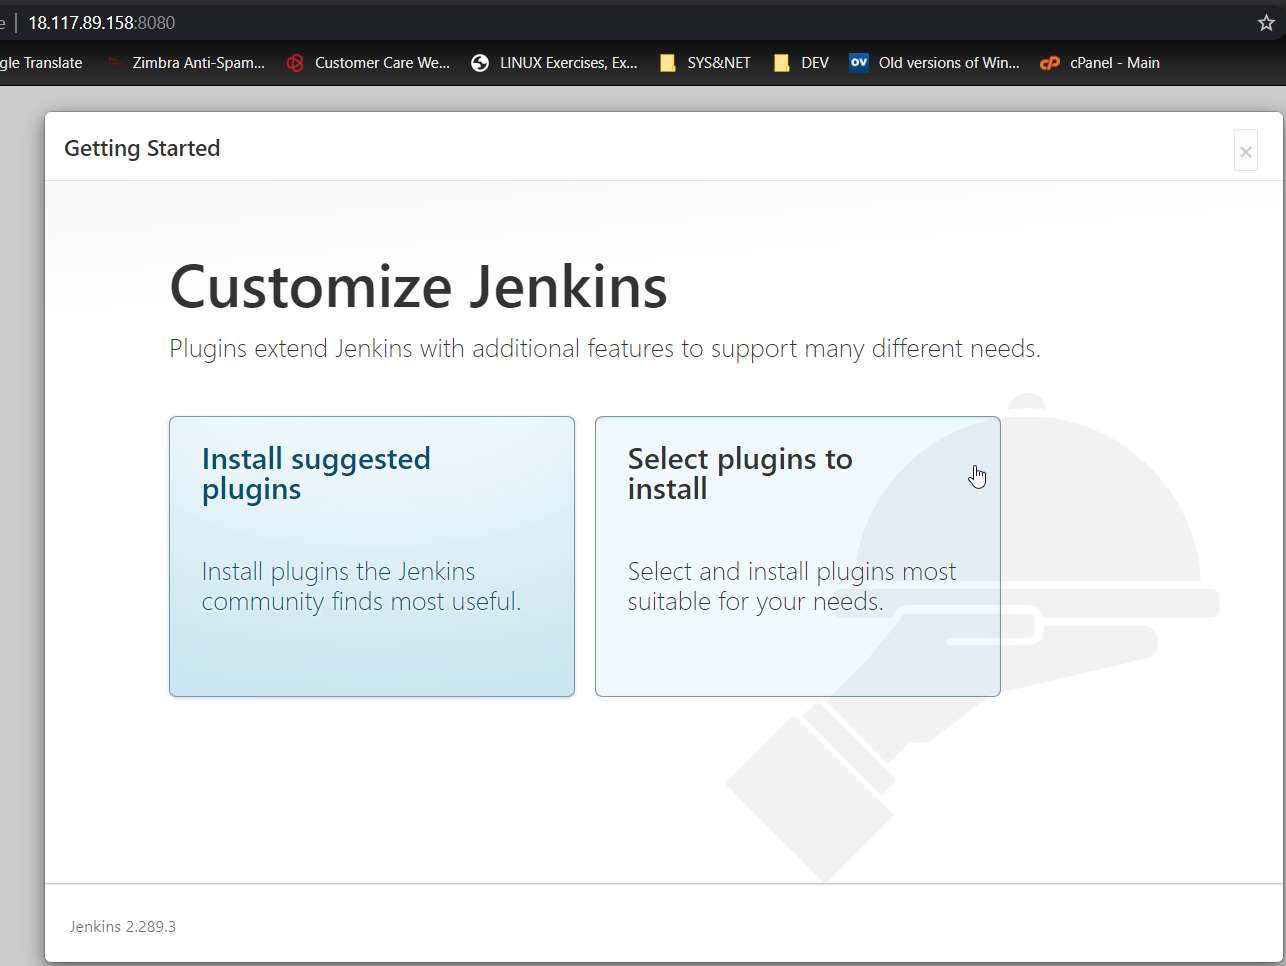 e | 18.117.89.158:8080
gle Translate Zimbra Anti-Spam... Customer Care We... LINUX Exercises, Ex... SYS&NET DEV OV Old versions of Win... cP cPanel - Main
Getting Started
×
Customize Jenkins
Plugins extend Jenkins with additional features to support many different needs.
Install suggested
plugins
Install plugins the Jenkins
community finds most useful.
Select plugins to
install
Select and install plugins most
suitable for your needs.
Jenkins 2.289.3